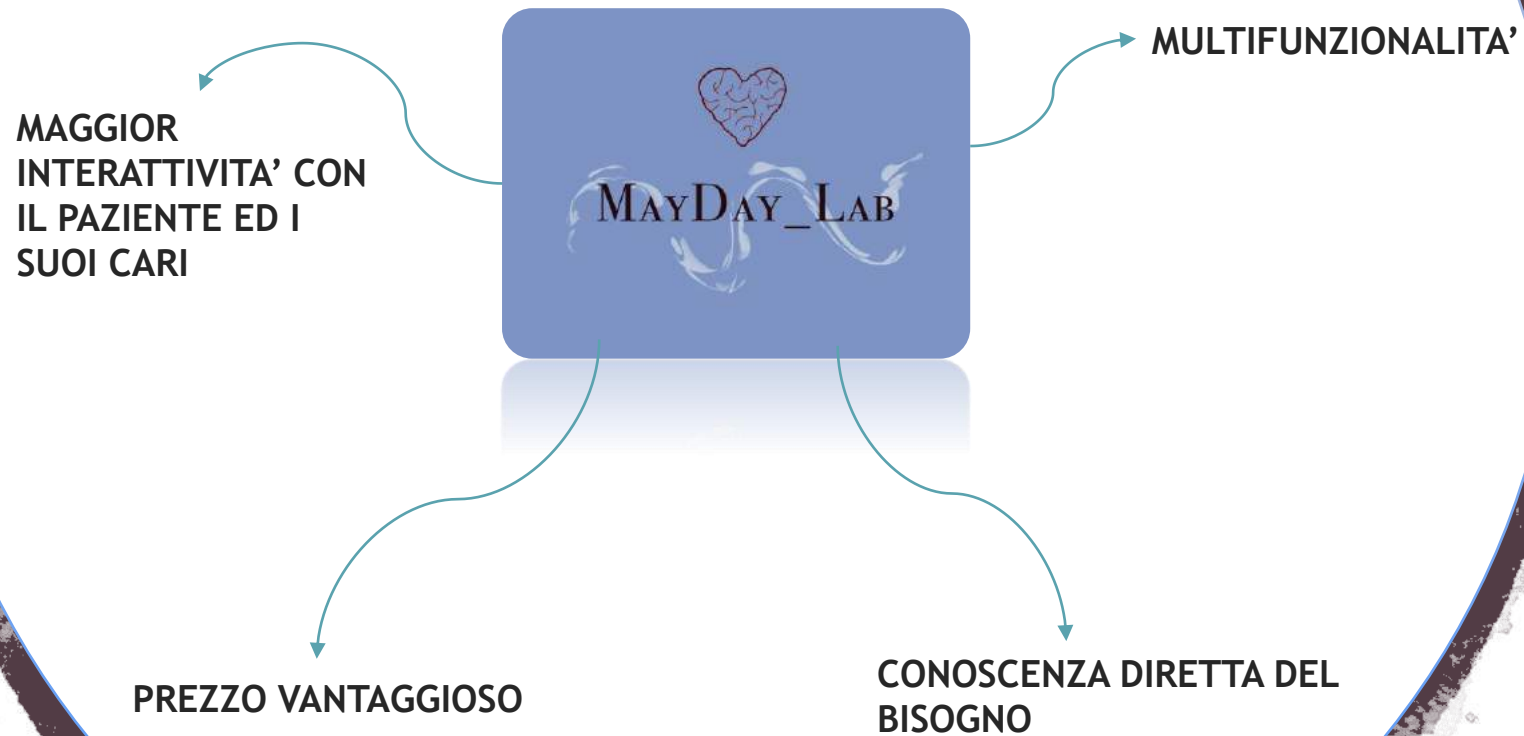 MULTIFUNZIONALITA’
MAGGIOR
INTERATTIVITA’ CON
IL PAZIENTE ED I
SUOI CARI
MAYDAY_LAB
PREZZO VANTAGGIOSO
CONOSCENZA DIRETTA DEL
BISOGNO